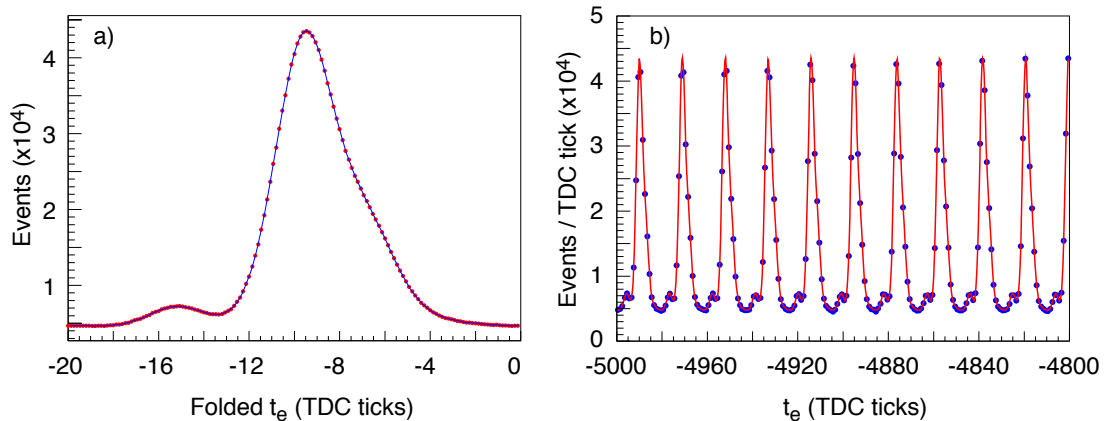 a)
Events (x10⁴)
4
3
2
1
-20 -16 -12 -8 -4 0
Folded tₑ (TDC ticks)
b)
Events / TDC tick (x10⁴)
5
4
3
2
1
0
-5000 -4960 -4920 -4880 -4840 -4800
tₑ (TDC ticks)